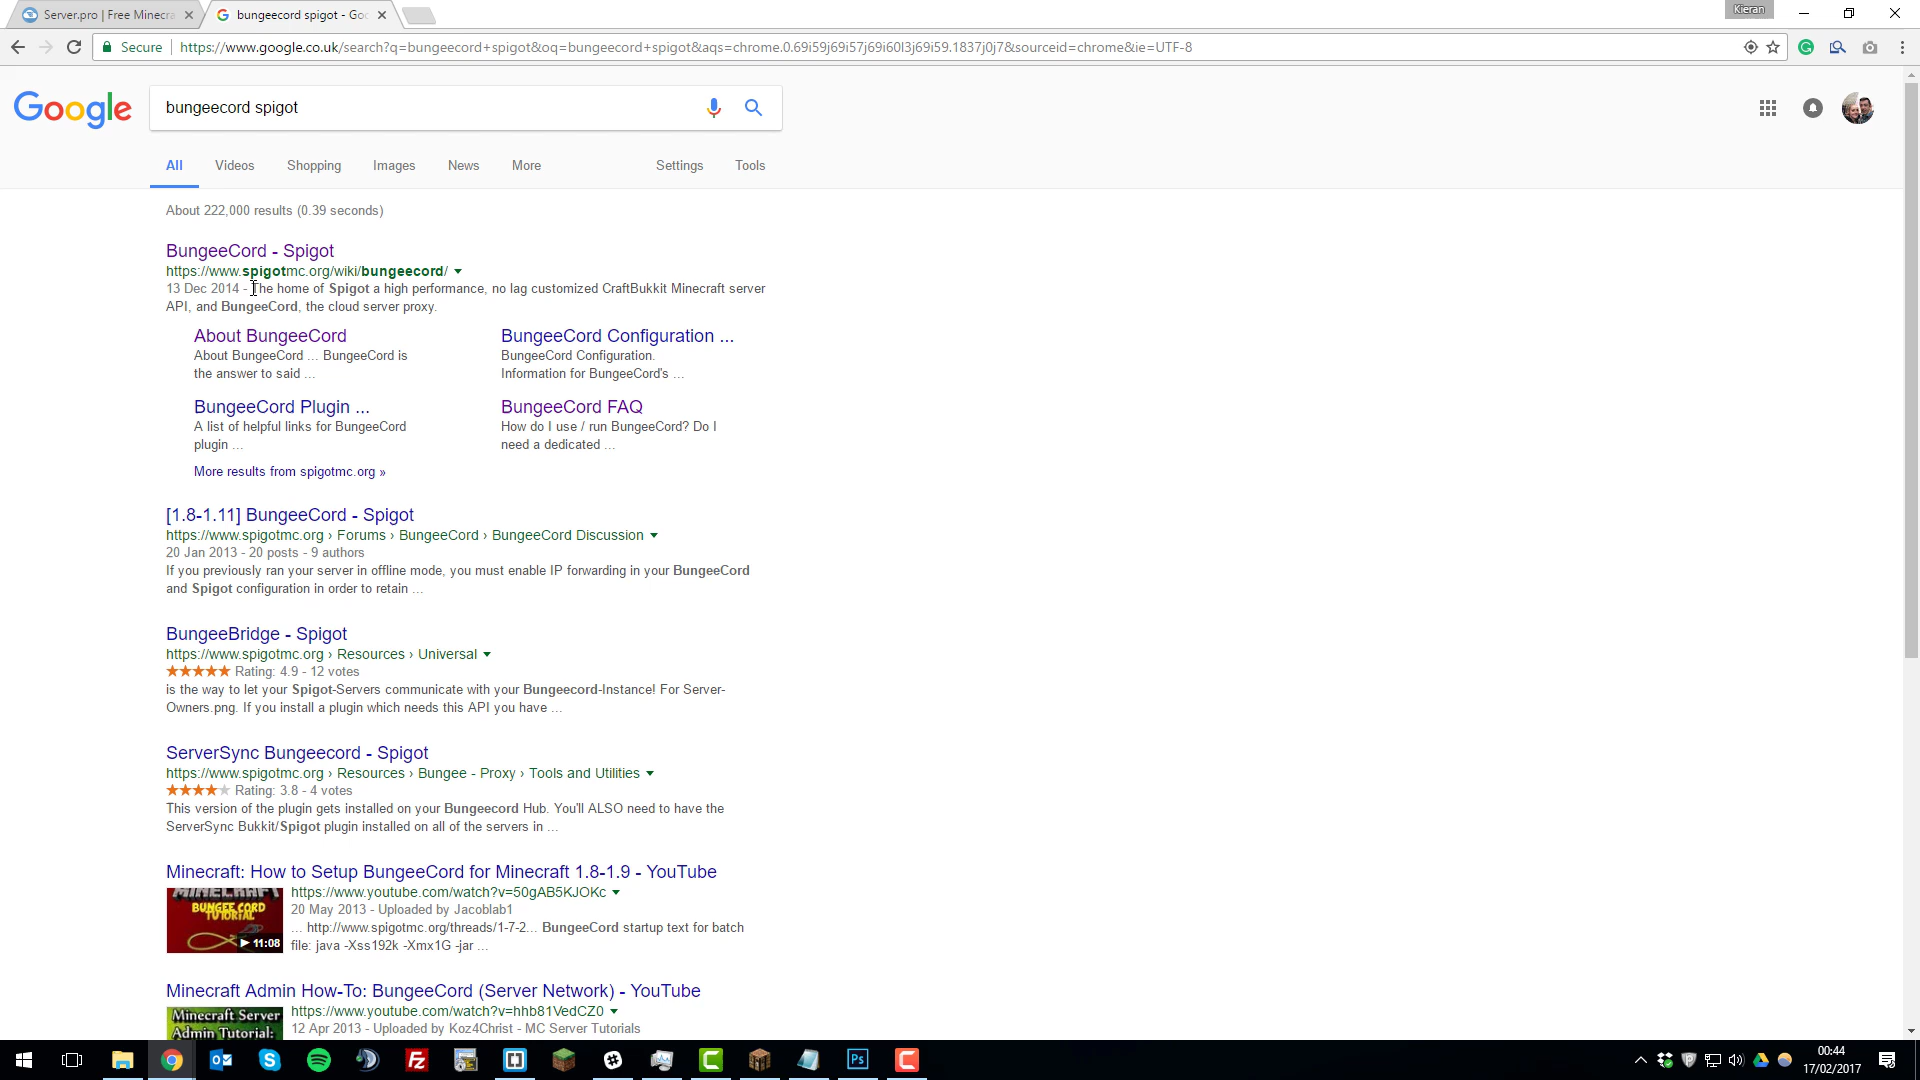 Server.pro | Free Minecra
bungeecord spigot - Goo
Kieran
Secure
https://www.google.co.uk/search?q=bungeecord+spigot&oq=bungeecord+spigot&aqs=chrome.0.69i59j69i57j69i60l3j69i59.1837j0j7&sourceid=chrome&ie=UTF-8
Google
bungeecord spigot
All Videos Shopping Images News More Settings Tools
About 222,000 results (0.39 seconds)
BungeeCord - Spigot
https://www.spigotmc.org/wiki/bungeecord/
13 Dec 2014 - The home of Spigot a high performance, no lag customized CraftBukkit Minecraft server
API, and BungeeCord, the cloud server proxy.
About BungeeCord
About BungeeCord ... BungeeCord is
the answer to said ...
BungeeCord Configuration ...
BungeeCord Configuration.
Information for BungeeCord's ...
BungeeCord Plugin ...
A list of helpful links for BungeeCord
plugin ...
BungeeCord FAQ
How do I use / run BungeeCord? Do I
need a dedicated ...
More results from spigotmc.org »
[1.8-1.11] BungeeCord - Spigot
https://www.spigotmc.org › Forums › BungeeCord › BungeeCord Discussion
20 Jan 2013 - 20 posts - 9 authors
If you previously ran your server in offline mode, you must enable IP forwarding in your BungeeCord
and Spigot configuration in order to retain ...
BungeeBridge - Spigot
https://www.spigotmc.org › Resources › Universal
Rating: 4.9 - 12 votes
is the way to let your Spigot-Servers communicate with your Bungeecord-Instance! For Server-
Owners.png. If you install a plugin which needs this API you have ...
ServerSync Bungeecord - Spigot
https://www.spigotmc.org › Resources › Bungee - Proxy › Tools and Utilities
Rating: 3.8 - 4 votes
This version of the plugin gets installed on your Bungeecord Hub. You'll ALSO need to have the
ServerSync Bukkit/Spigot plugin installed on all of the servers in ...
Minecraft: How to Setup BungeeCord for Minecraft 1.8-1.9 - YouTube
MINECRAFT
BUNGEE CORD
TUTORIAL
11:08
https://www.youtube.com/watch?v=50gAB5KJOKc
20 May 2013 - Uploaded by Jacoblab1
... http://www.spigotmc.org/threads/1-7-2... BungeeCord startup text for batch
file: java -Xss192k -Xmx1G -jar ...
Minecraft Admin How-To: BungeeCord (Server Network) - YouTube
Minecraft Server
Admin Tutorial:
https://www.youtube.com/watch?v=hhb81VedCZ0
12 Apr 2013 - Uploaded by Koz4Christ - MC Server Tutorials
Ps
00:44
17/02/2017